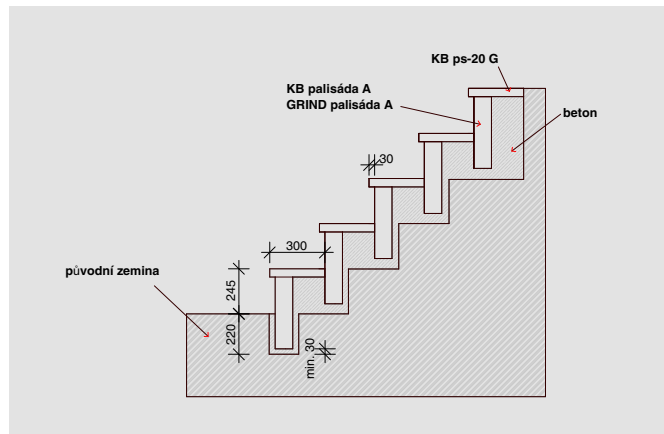 KB ps-20 G
KB palisáda A
GRIND palisáda A
beton
30
300
původní zemina
245
220
min. 30